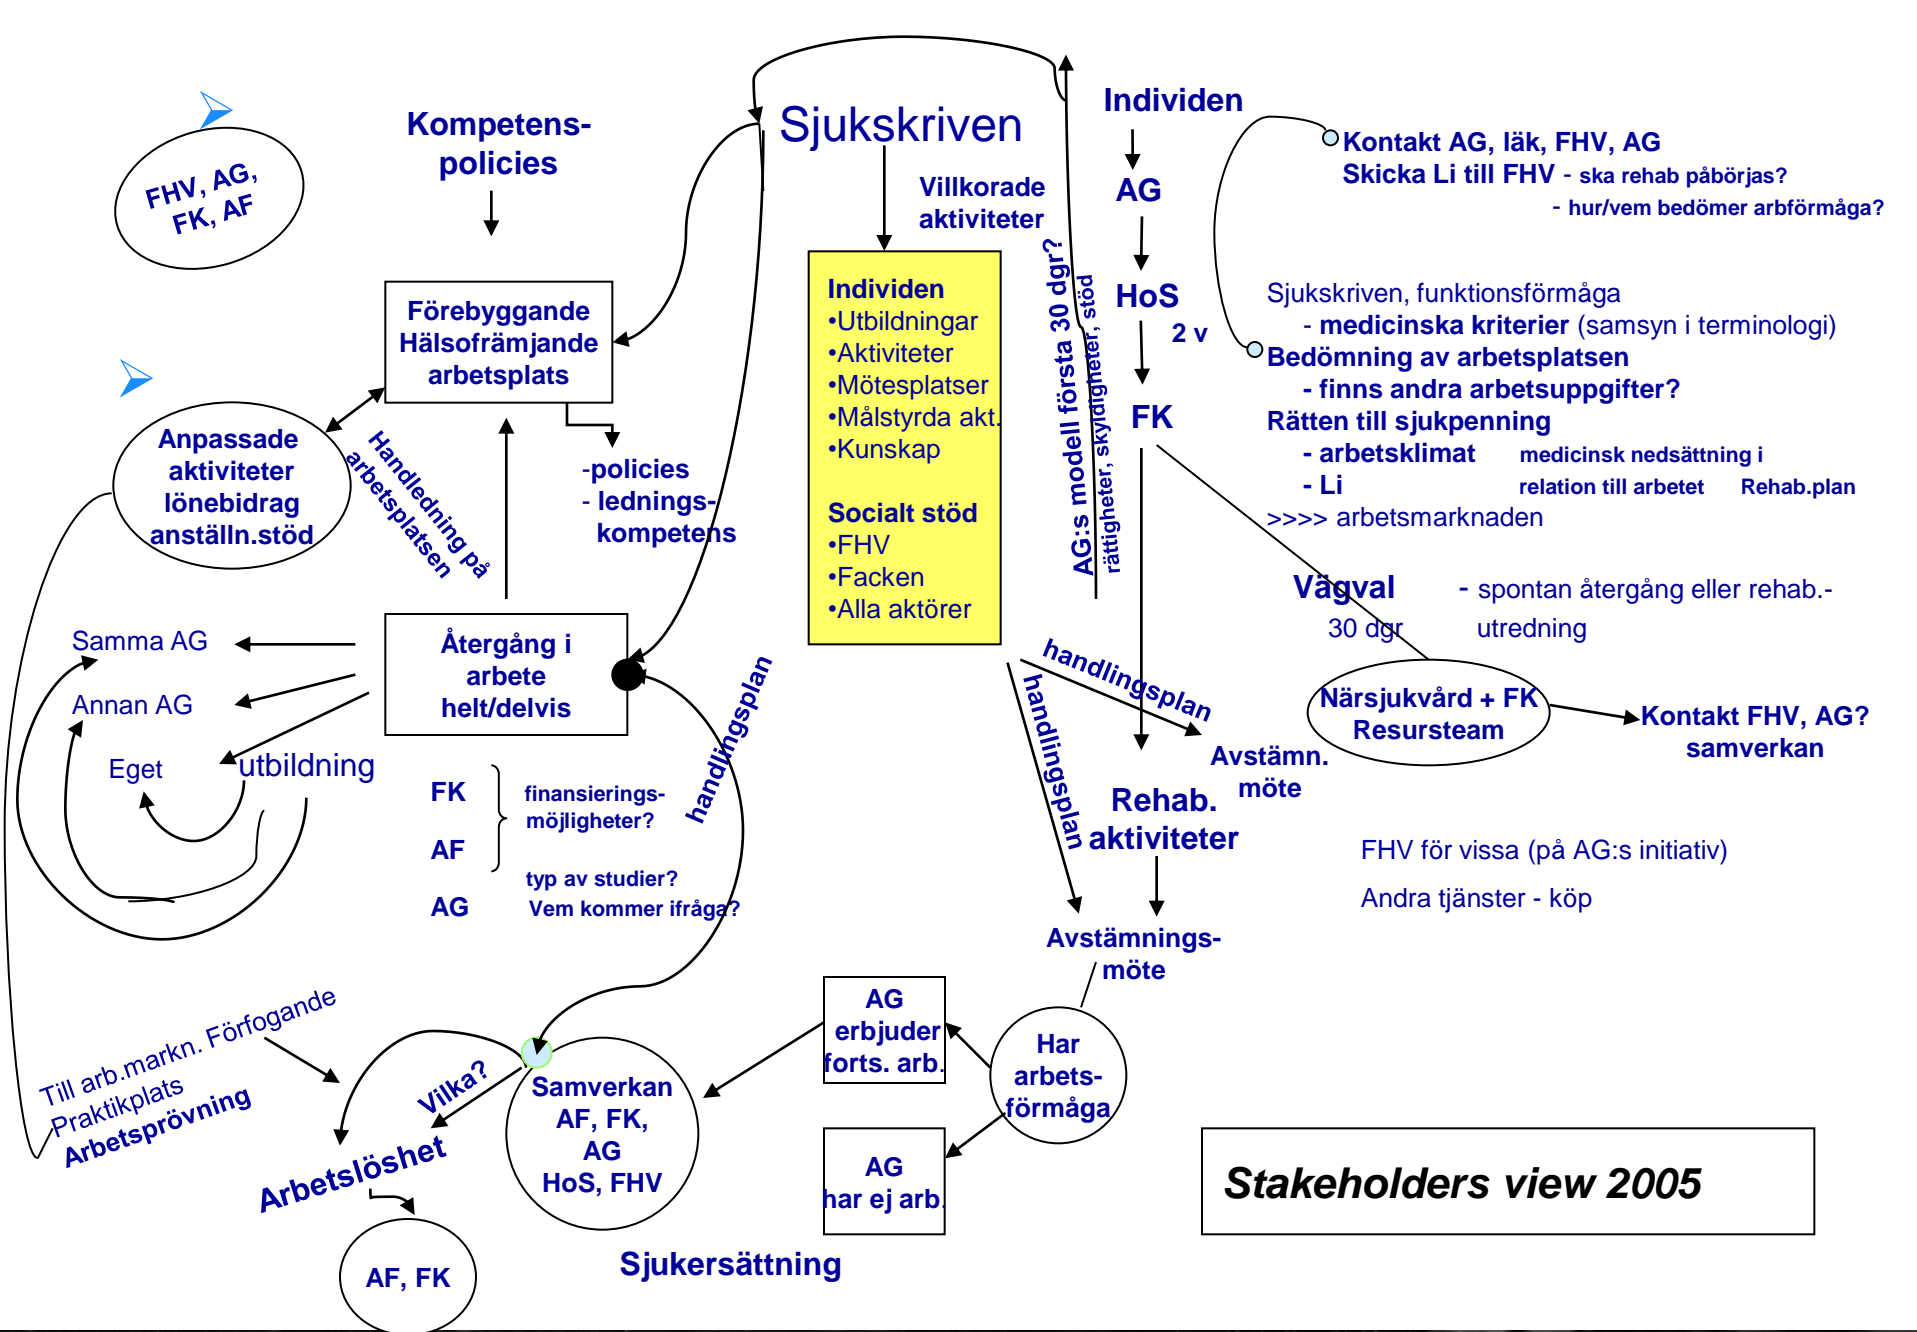 FHV, AG,
FK, AF
Kompetens-
policies
Sjukskriven
Villkorade
aktiviteter
Individen
AG
HoS
2 v
FK
Kontakt AG, läk, FHV, AG
Skicka Li till FHV - ska rehab påbörjas?
- hur/vem bedömer arbförmåga?
Förebyggande
Hälsofrämjande
arbetsplats
Individen
•Utbildningar
•Aktiviteter
•Mötesplatser
•Målstyrda akt.
•Kunskap
Socialt stöd
•FHV
•Facken
•Alla aktörer
AG:s modell första 30 dgr?
rättigheter, skyldigheter, stöd
Sjukskriven, funktionsförmåga
- medicinska kriterier (samsyn i terminologi)
Bedömning av arbetsplatsen
- finns andra arbetsuppgifter?
Rätten till sjukpenning
- arbetsklimat medicinsk nedsättning i
- Li relation till arbetet Rehab.plan
>>>> arbetsmarknaden
Anpassade
aktiviteter
lönebidrag
anställn.stöd
Handledning på
arbetsplatsen
-policies
- lednings-
kompetens
Vägval - spontan återgång eller rehab.-
30 dgr utredning
Samma AG
Annan AG
Eget
utbildning
Återgång i
arbete
helt/delvis
handlingsplan
handlingsplan
handlingsplan
Avstämn.
möte
Närsjukvård + FK
Resursteam
Kontakt FHV, AG?
samverkan
FK
AF
AG
finansierings-
möjligheter?
typ av studier?
Vem kommer ifråga?
Rehab.
aktiviteter
FHV för vissa (på AG:s initiativ)
Andra tjänster - köp
Avstämnings-
möte
Till arb.markn. Förfogande
Praktikplats
Arbetsprövning
Vilka?
Arbetslöshet
AF, FK
Samverkan
AF, FK,
AG
HoS, FHV
AG
erbjuder
forts. arb.
Har
arbets-
förmåga
AG
har ej arb.
Sjukersättning
Stakeholders view 2005